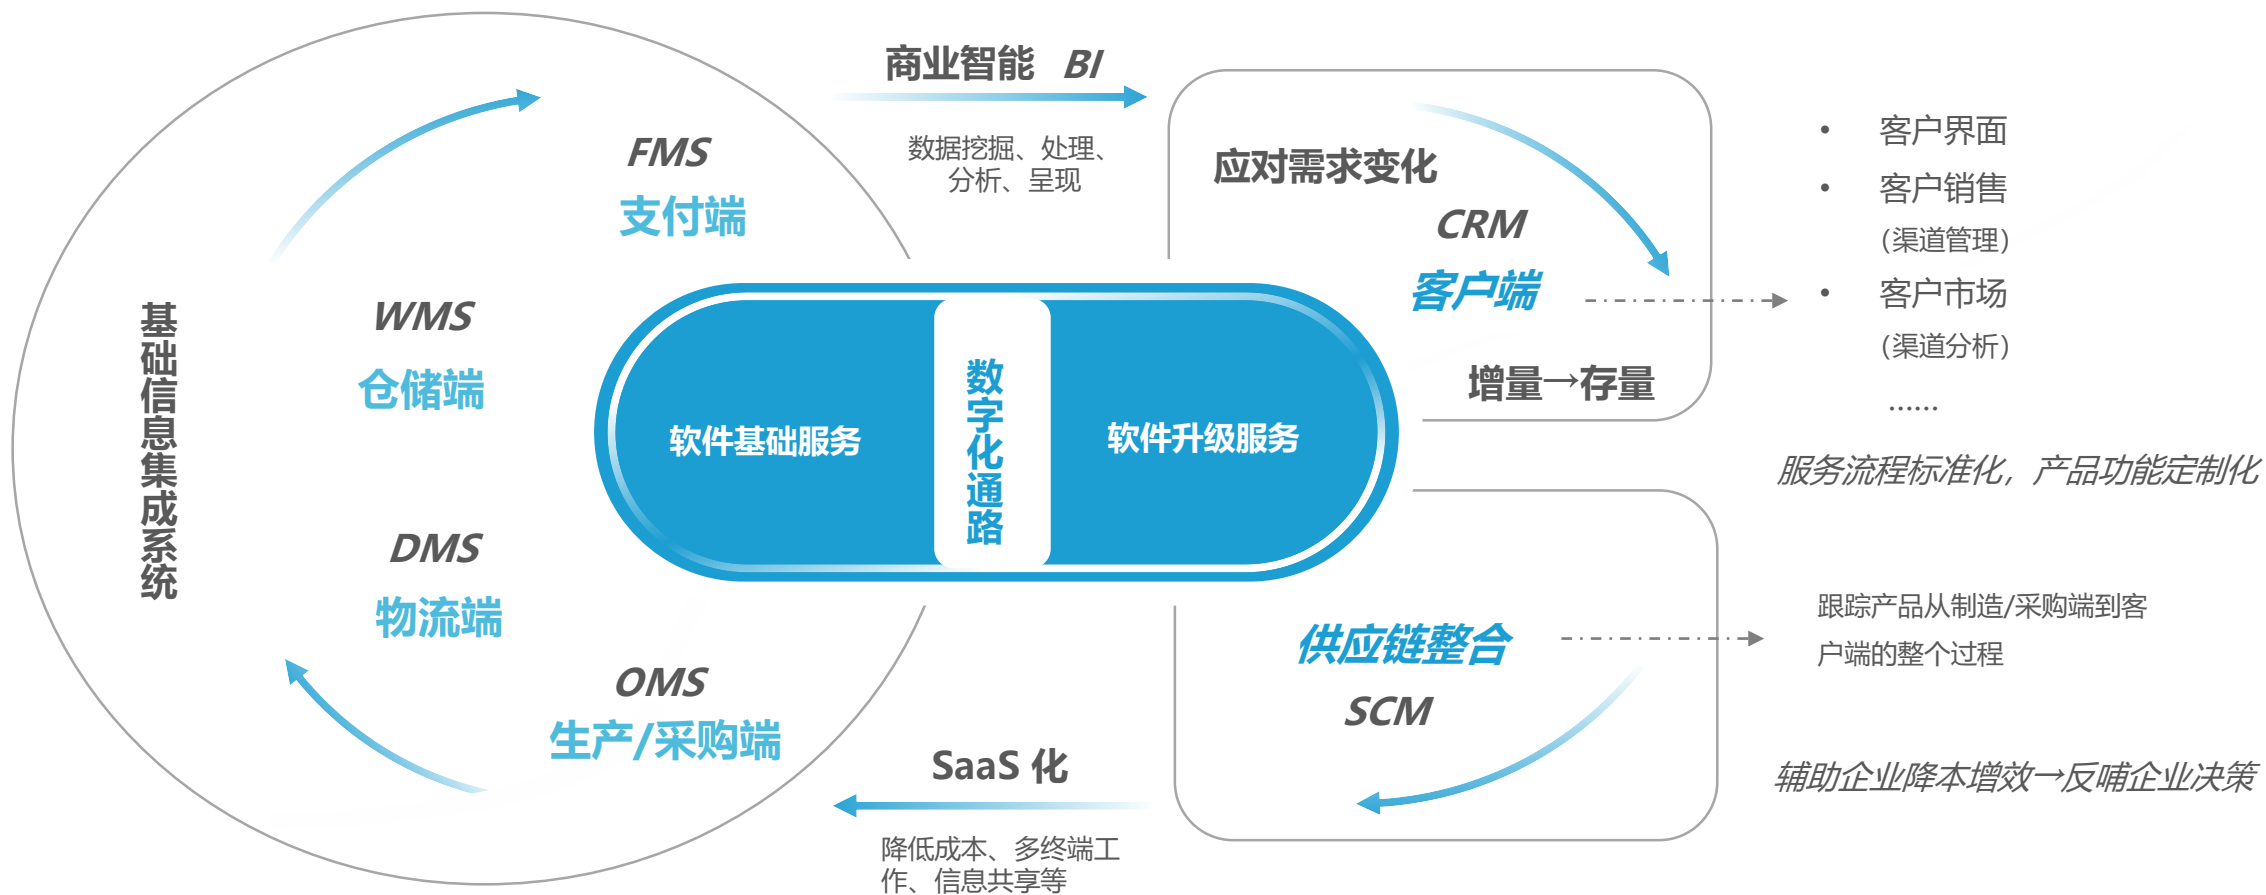 基础信息集成系统
FMS
支付端
WMS
仓储端
DMS
物流端
OMS
生产/采购端
商业智能 BI
数据挖掘、处理、
分析、呈现
软件基础服务
数字化通路
软件升级服务
SaaS 化
降低成本、多终端工
作、信息共享等
应对需求变化
CRM
客户端
增量→存量
供应链整合
SCM
• 客户界面
• 客户销售
（渠道管理）
• 客户市场
（渠道分析）
……
服务流程标准化，产品功能定制化
跟踪产品从制造/采购端到客
户端的整个过程
辅助企业降本增效→反哺企业决策